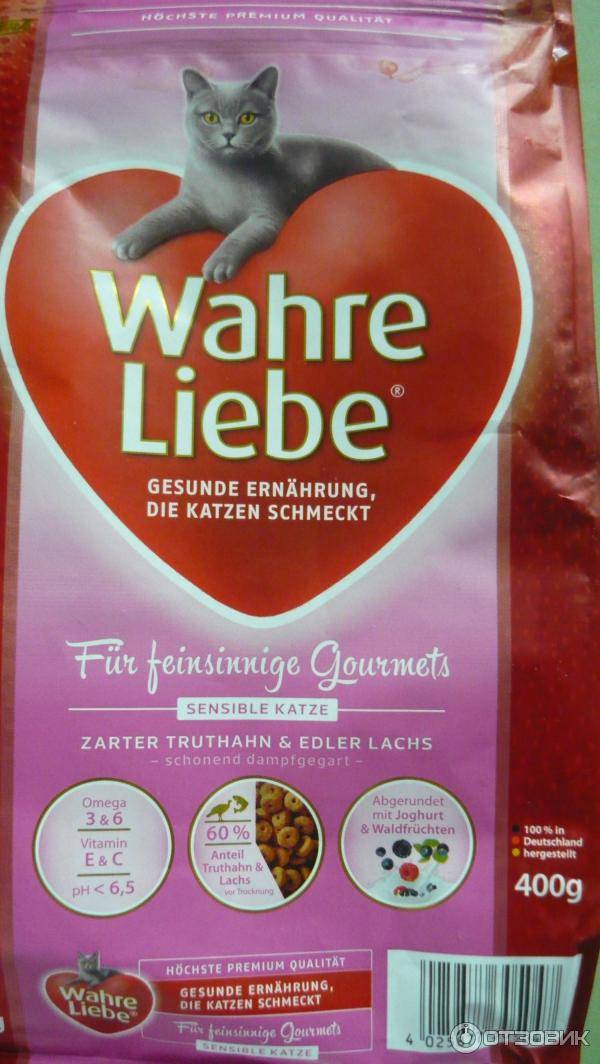 HÖCHSTE PREMIUM QUALITÄT
Wahre
Liebe®
GESUNDE ERNÄHRUNG,
DIE KATZEN SCHMECKT
Für feinsinnige Gourmets
SENSIBLE KATZE
ZARTER TRUTHAHN & EDLER LACHS
– schonend dampfgegart –
Omega
3 & 6
Vitamin
E & C
pH < 6,5
60 %
Anteil
Truthahn &
Lachs
vor Trocknung
Abgerundet
mit Joghurt
& Waldfrüchten
100 % in
Deutschland
hergestellt
400g
Wahre
Liebe®
HÖCHSTE PREMIUM QUALITÄT
GESUNDE ERNÄHRUNG,
DIE KATZEN SCHMECKT
Für feinsinnige Gourmets
SENSIBLE KATZE
4 025
ОТЗОВИК